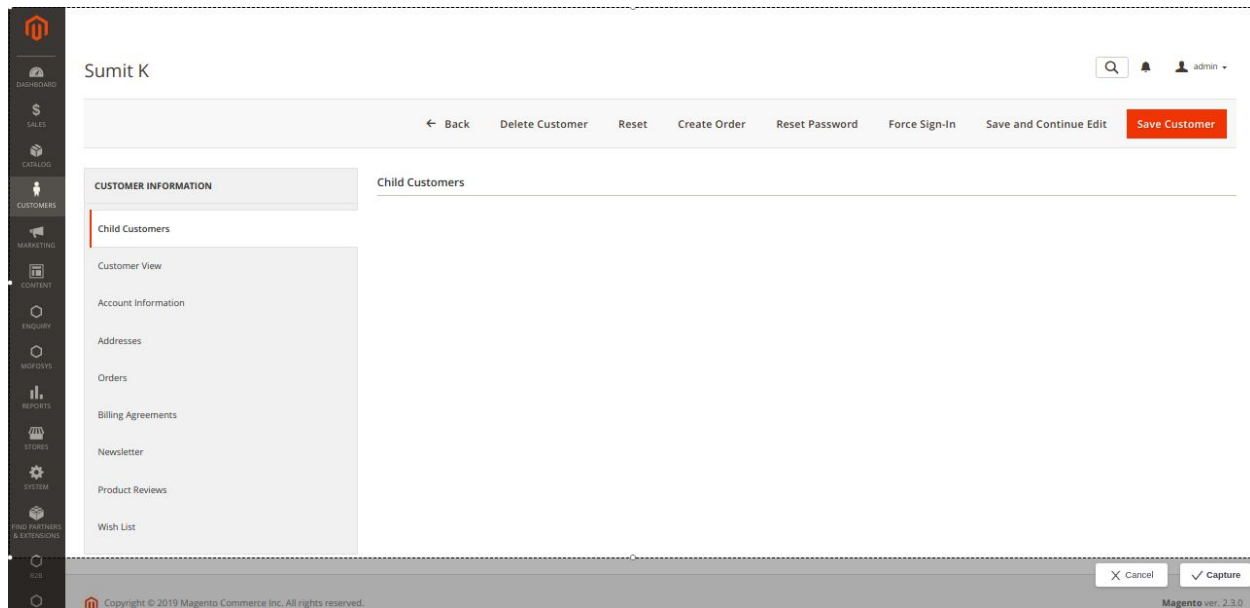 Sumit K
admin
Back
Delete Customer
Reset
Create Order
Reset Password
Force Sign-In
Save and Continue Edit
Save Customer
DASHBOARD
SALES
CATALOG
CUSTOMERS
MARKETING
CONTENT
ENQUIRY
MOFOSYS
REPORTS
STORES
SYSTEM
FIND PARTNERS
& EXTENSIONS
B2B
CUSTOMER INFORMATION
Child Customers
Customer View
Account Information
Addresses
Orders
Billing Agreements
Newsletter
Product Reviews
Wish List
Child Customers
Cancel
Capture
Copyright © 2019 Magento Commerce Inc. All rights reserved.
Magento ver. 2.3.0